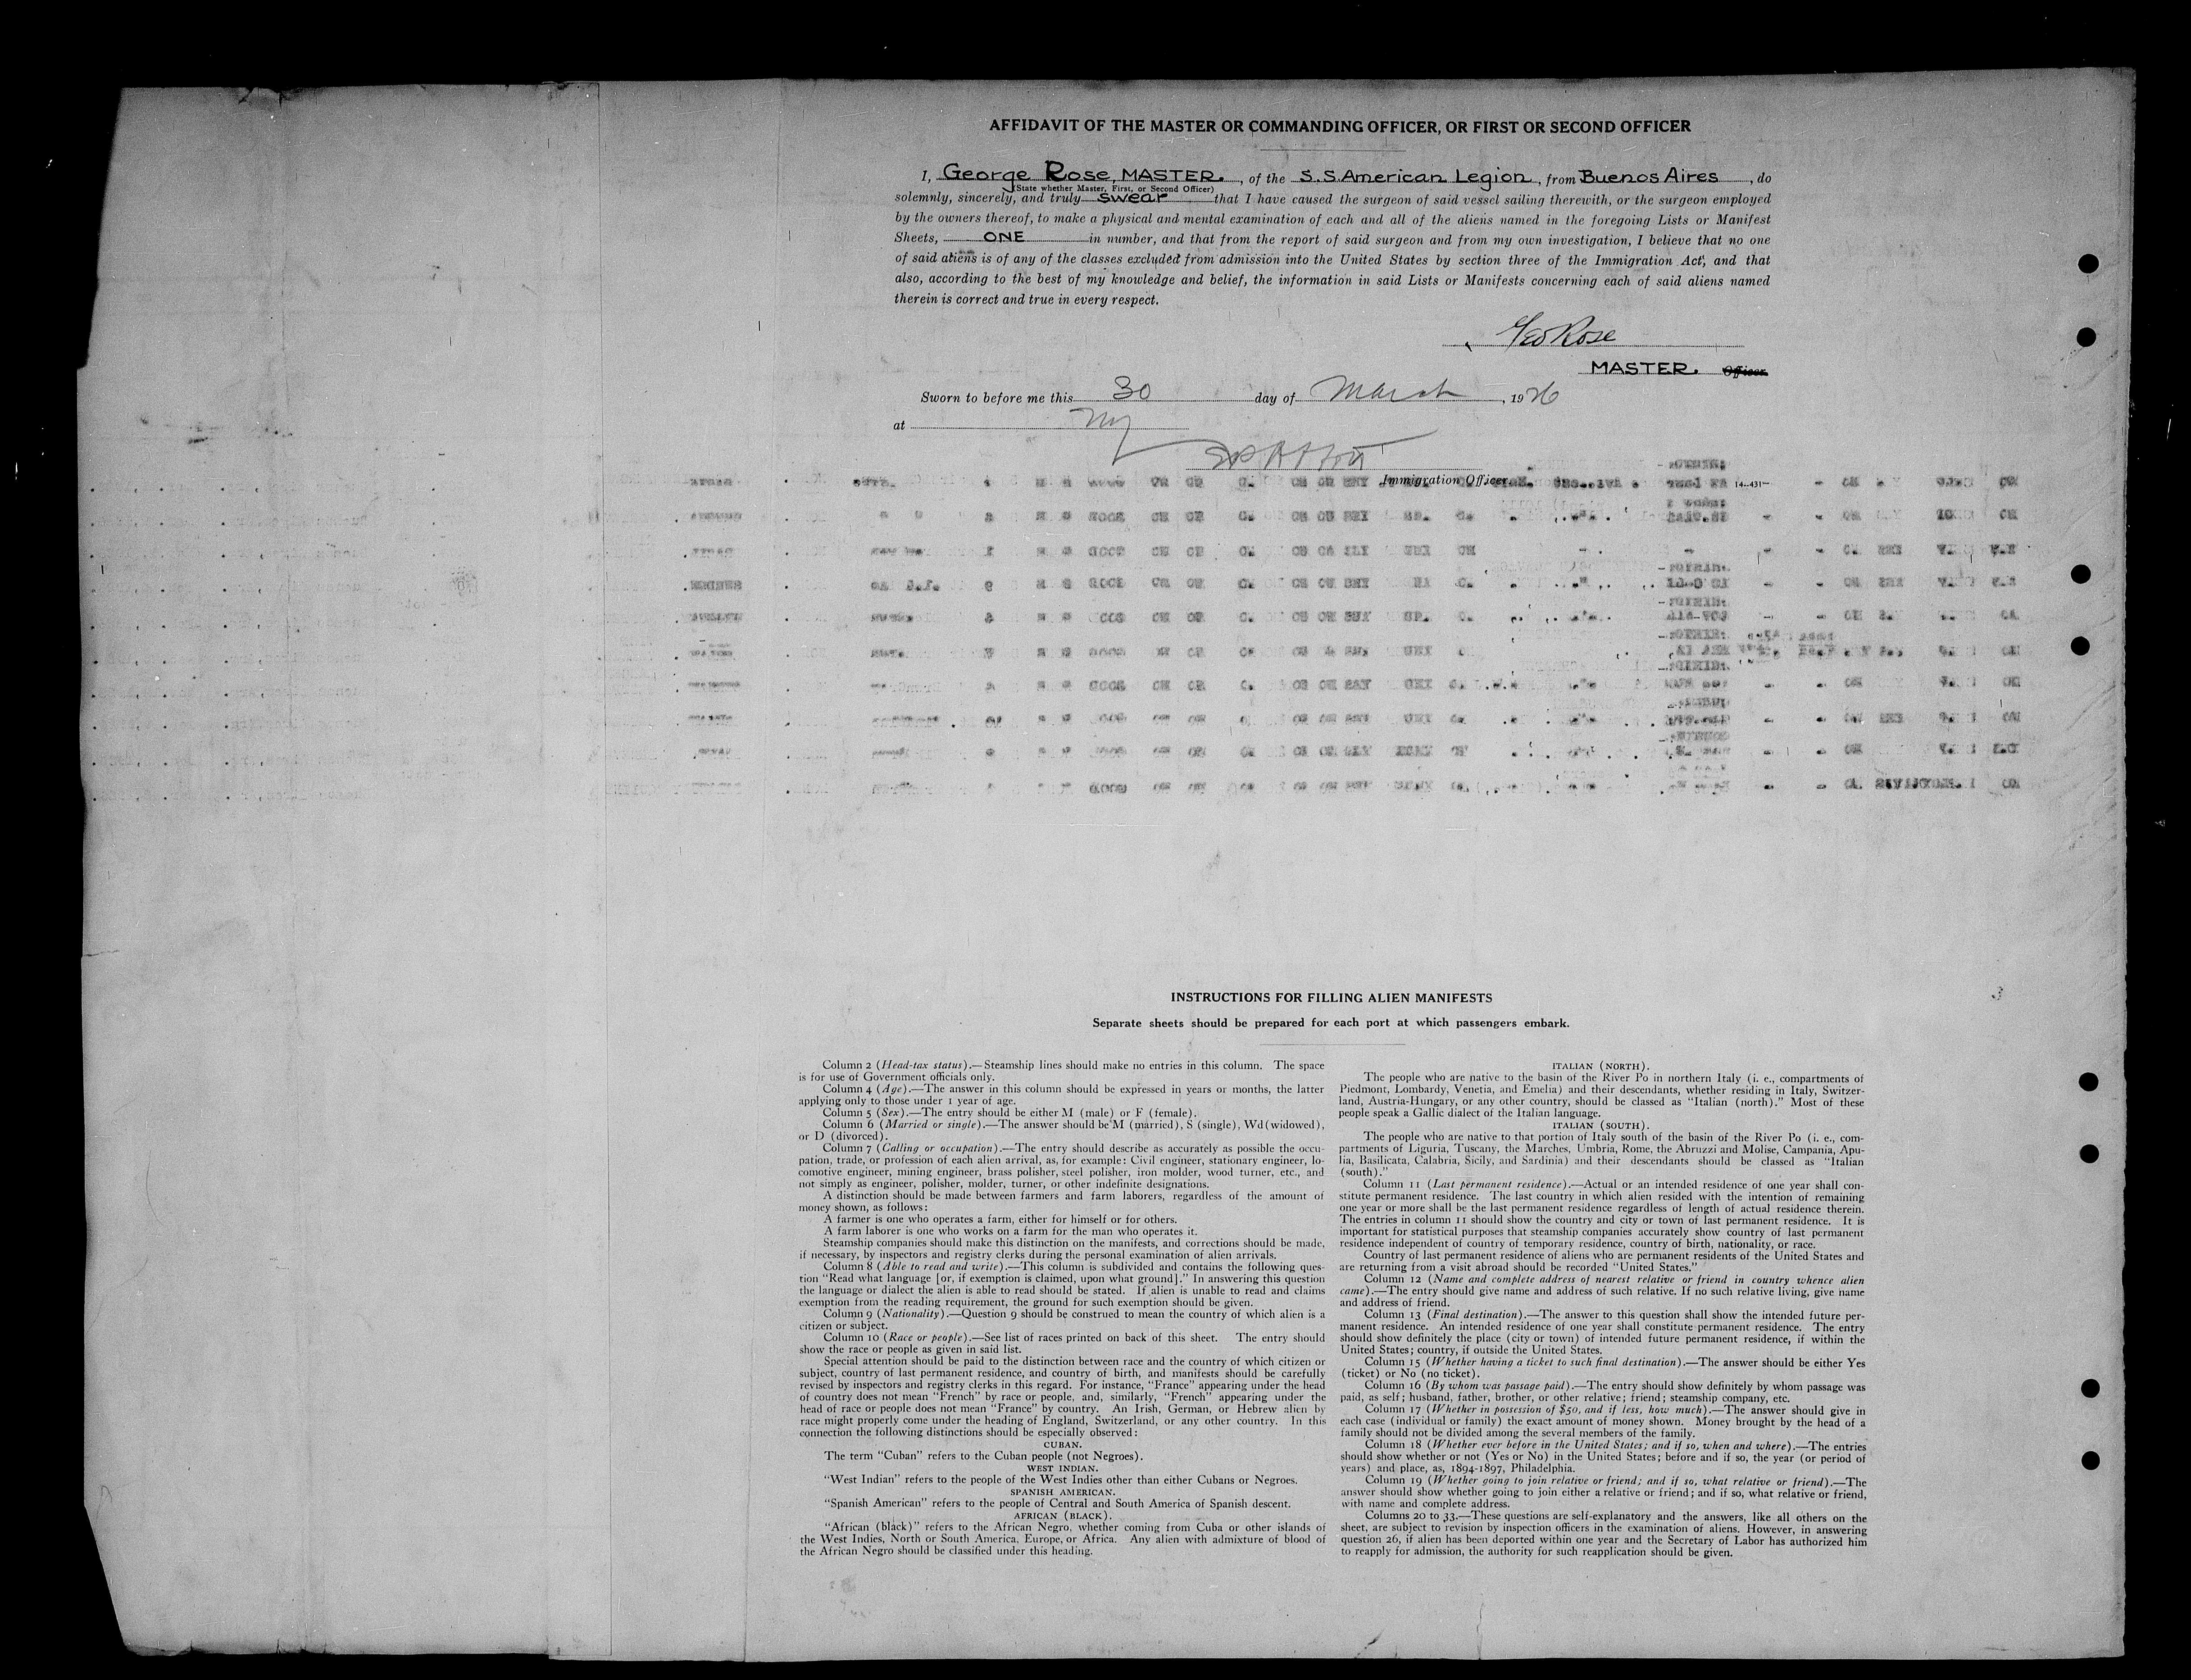 AFFIDAVIT OF THE MASTER OR COMMANDING OFFICER, OR FIRST OR SECOND OFFICER
I, George Rose, MASTER. , of the S.S. American Legion , from Buenos Aires , do
(State whether Master, First, or Second Officer)
solemnly, sincerely, and truly swear that I have caused the surgeon of said vessel sailing therewith, or the surgeon employed
by the owners thereof, to make a physical and mental examination of each and all of the aliens named in the foregoing Lists or Manifest
Sheets, ONE in number, and that from the report of said surgeon and from my own investigation, I believe that no one
of said aliens is of any of the classes excluded from admission into the United States by section three of the Immigration Act, and that
also, according to the best of my knowledge and belief, the information in said Lists or Manifests concerning each of said aliens named
therein is correct and true in every respect.
Geo Rose
MASTER. Officer.
Sworn to before me this 30 day of March , 1926
at NY
Immigration Officer.
14—431
INSTRUCTIONS FOR FILLING ALIEN MANIFESTS
Separate sheets should be prepared for each port at which passengers embark.
Column 2 (Head-tax status).—Steamship lines should make no entries in this column. The space
is for use of Government officials only.
Column 4 (Age).—The answer in this column should be expressed in years or months, the latter
applying only to those under 1 year of age.
Column 5 (Sex).—The entry should be either M (male) or F (female).
Column 6 (Married or single).—The answer should be M (married), S (single), Wd (widowed),
or D (divorced).
Column 7 (Calling or occupation).—The entry should describe as accurately as possible the occu-
pation, trade, or profession of each alien arrival, as, for example: Civil engineer, stationary engineer, lo-
comotive engineer, mining engineer, brass polisher, steel polisher, iron molder, wood turner, etc., and
not simply as engineer, polisher, molder, turner, or other indefinite designations.
A distinction should be made between farmers and farm laborers, regardless of the amount of
money shown, as follows:
A farmer is one who operates a farm, either for himself or for others.
A farm laborer is one who works on a farm for the man who operates it.
Steamship companies should make this distinction on the manifests, and corrections should be made,
if necessary, by inspectors and registry clerks during the personal examination of alien arrivals.
Column 8 (Able to read and write).—This column is subdivided and contains the following ques-
tion "Read what language [or, if exemption is claimed, upon what ground]." In answering this question
the language or dialect the alien is able to read should be stated. If alien is unable to read and claims
exemption from the reading requirement, the ground for such exemption should be given.
Column 9 (Nationality).—Question 9 should be construed to mean the country of which alien is a
citizen or subject.
Column 10 (Race or people).—See list of races printed on back of this sheet. The entry should
show the race or people as given in said list.
Special attention should be paid to the distinction between race and the country of which citizen or
subject, country of last permanent residence, and country of birth, and manifests should be carefully
revised by inspectors and registry clerks in this regard. For instance, "France" appearing under the head
of country does not mean "French" by race or people, and, similarly, "French" appearing under the
head of race or people does not mean "France" by country. An Irish, German, or Hebrew alien by
race might properly come under the heading of England, Switzerland, or any other country. In this
connection the following distinctions should be especially observed:
CUBAN.
The term "Cuban" refers to the Cuban people (not Negroes).
WEST INDIAN.
"West Indian" refers to the people of the West Indies other than either Cubans or Negroes.
SPANISH AMERICAN.
"Spanish American" refers to the people of Central and South America of Spanish descent.
AFRICAN (BLACK).
"African (black)" refers to the African Negro, whether coming from Cuba or other islands of
the West Indies, North or South America, Europe, or Africa. Any alien with admixture of blood of
the African Negro should be classified under this heading.
ITALIAN (NORTH).
The people who are native to the basin of the River Po in northern Italy (i. e., compartments of
Piedmont, Lombardy, Venetia, and Emelia) and their descendants, whether residing in Italy, Switzer-
land, Austria-Hungary, or any other country, should be classed as "Italian (north)." Most of these
people speak a Gallic dialect of the Italian language.
ITALIAN (SOUTH).
The people who are native to that portion of Italy south of the basin of the River Po (i. e., com-
partments of Liguria, Tuscany, the Marches, Umbria, Rome, the Abruzzi and Molise, Campania, Apu-
lia, Basilicata, Calabria, Sicily, and Sardinia) and their descendants should be classed as "Italian
(south)."
Column 11 (Last permanent residence).—Actual or an intended residence of one year shall con-
stitute permanent residence. The last country in which alien resided with the intention of remaining
one year or more shall be the last permanent residence regardless of length of actual residence therein.
The entries in column 11 should show the country and city or town of last permanent residence. It is
important for statistical purposes that steamship companies accurately show country of last permanent
residence independent of country of temporary residence, country of birth, nationality, or race.
Country of last permanent residence of aliens who are permanent residents of the United States and
are returning from a visit abroad should be recorded "United States."
Column 12 (Name and complete address of nearest relative or friend in country whence alien
came).—The entry should give name and address of such relative. If no such relative living, give name
and address of friend.
Column 13 (Final destination).—The answer to this question shall show the intended future per-
manent residence. An intended residence of one year shall constitute permanent residence. The entry
should show definitely the place (city or town) of intended future permanent residence, if within the
United States; country, if outside the United States.
Column 15 (Whether having a ticket to such final destination).—The answer should be either Yes
(ticket) or No (no ticket).
Column 16 (By whom was passage paid).—The entry should show definitely by whom passage was
paid, as self; husband, father, brother, or other relative; friend; steamship company, etc.
Column 17 (Whether in possession of $50, and if less, how much).—The answer should give in
each case (individual or family) the exact amount of money shown. Money brought by the head of a
family should not be divided among the several members of the family.
Column 18 (Whether ever before in the United States; and if so, when and where).—The entries
should show whether or not (Yes or No) in the United States; before and if so, the year (or period of
years) and place, as, 1894-1897, Philadelphia.
Column 19 (Whether going to join relative or friend; and if so, what relative or friend).—The
answer should show whether going to join either a relative or friend; and if so, what relative or friend,
with name and complete address.
Columns 20 to 33.—These questions are self-explanatory and the answers, like all others on the
sheet, are subject to revision by inspection officers in the examination of aliens. However, in answering
question 26, if alien has been deported within one year and the Secretary of Labor has authorized him
to reapply for admission, the authority for such reapplication should be given.